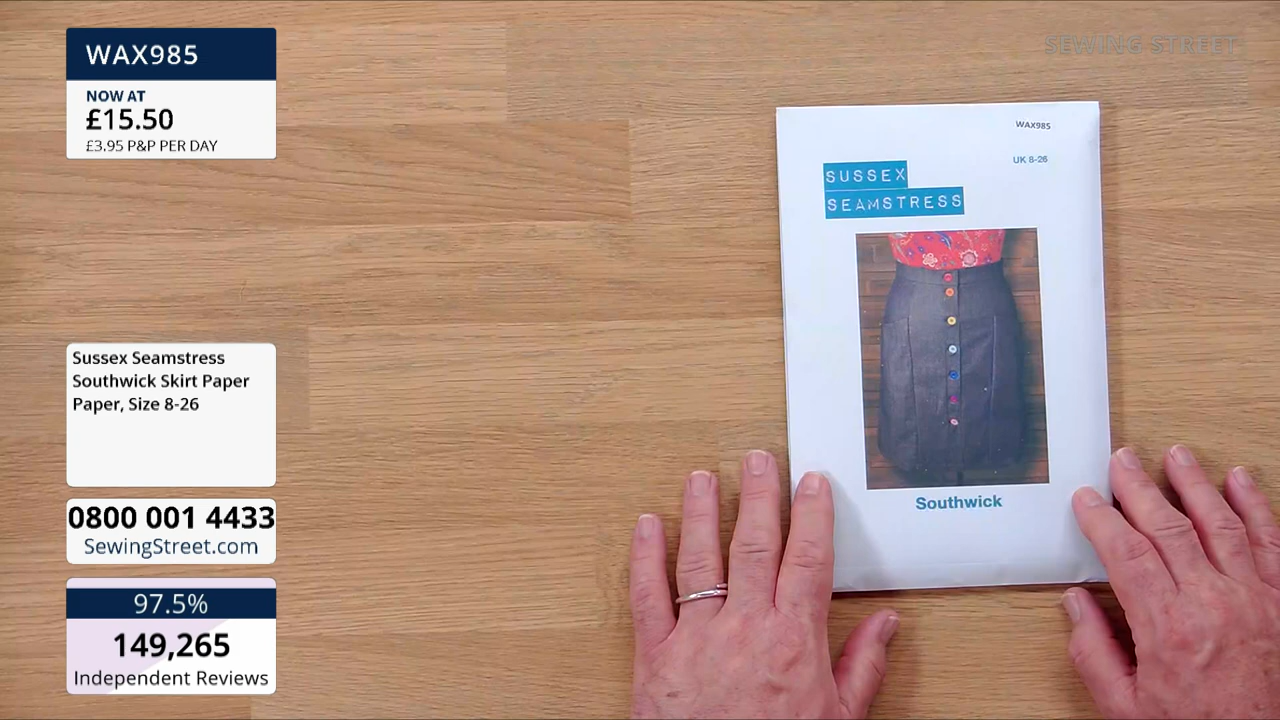 WAX985
NOW AT
£15.50
£3.95 P&P PER DAY
Sussex Seamstress
Southwick Skirt Paper
Paper, Size 8-26
0800 001 4433
SewingStreet.com
97.5%
149,265
Independent Reviews
SEWING STREET
WAX985
UK 8-26
SUSSEX
SEAMSTRESS
Southwick